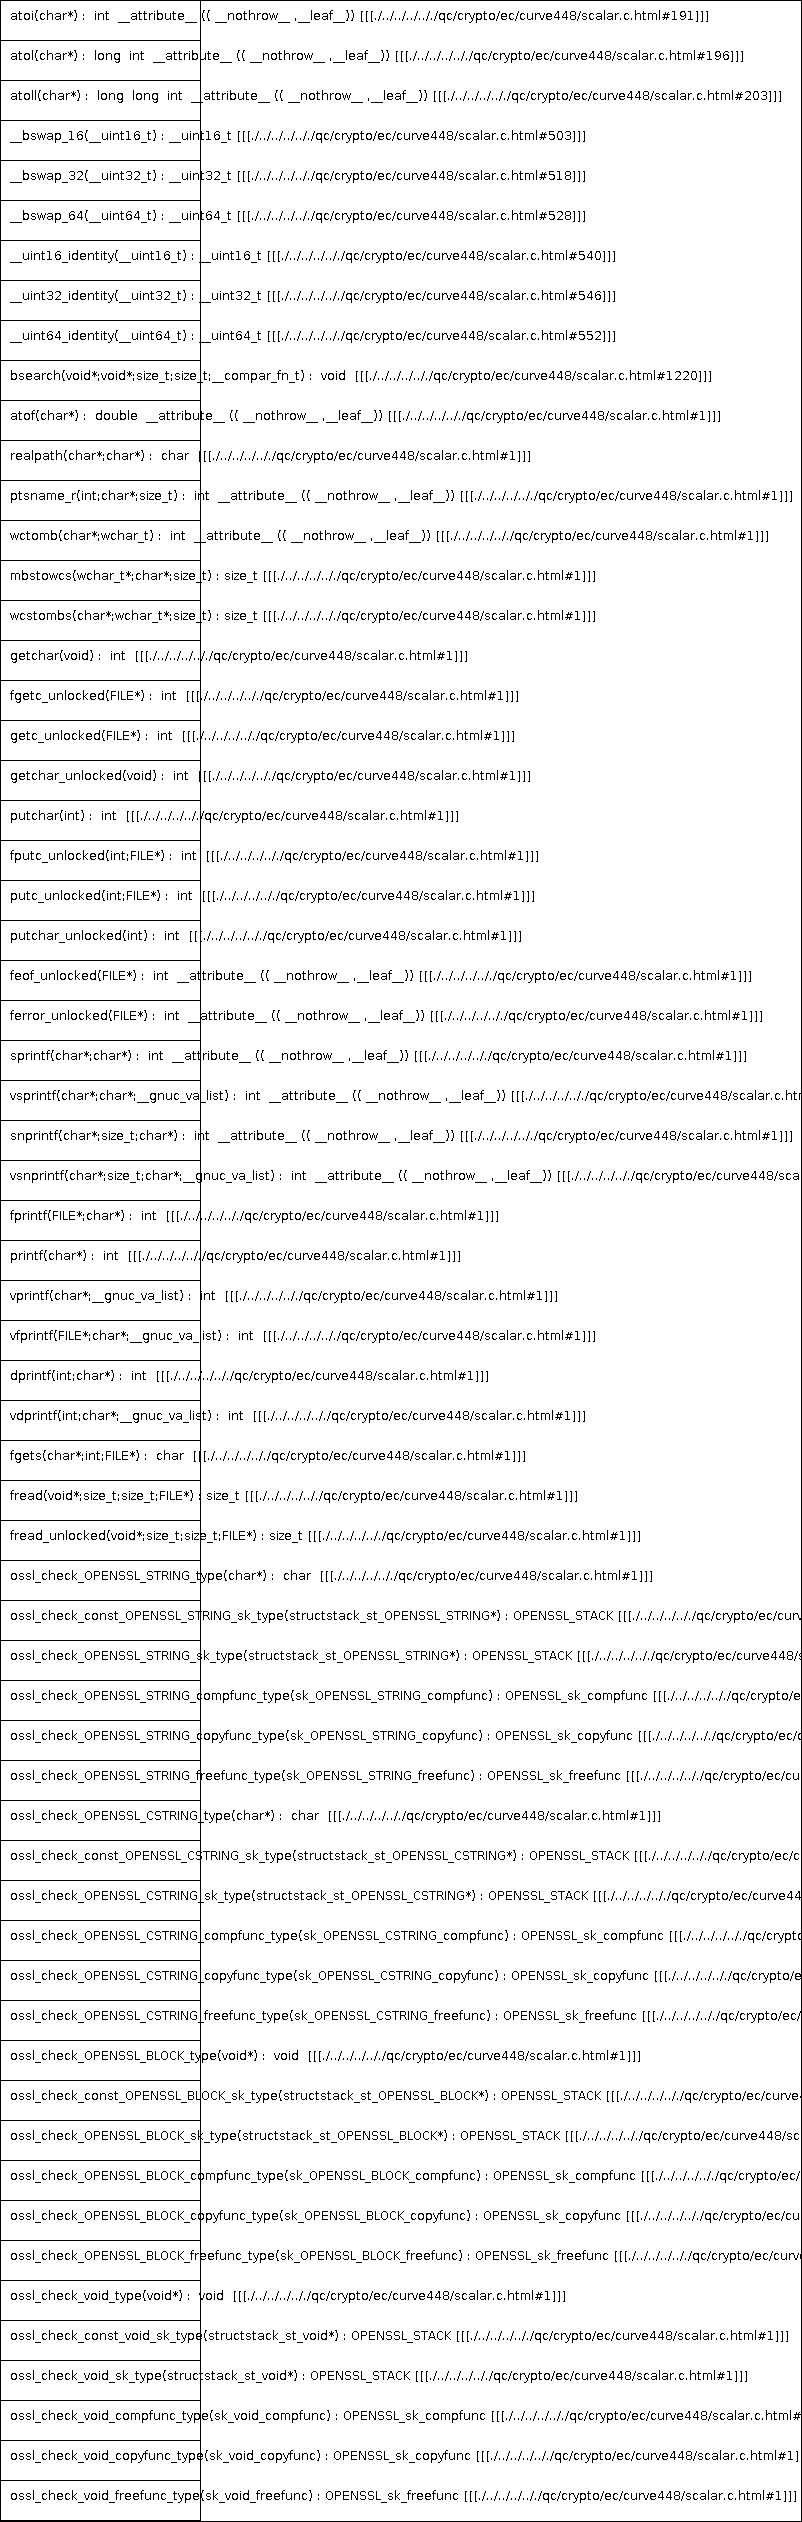 atoi(char*) : int __attribute__ (( __nothrow__ ,__leaf__)) [[[./../../../../qc/crypto/ec/curve448/scalar.c.html#191]]]
atol(char*) : long int __attribute__ (( __nothrow__ ,__leaf__)) [[[./../../../../qc/crypto/ec/curve448/scalar.c.html#196]]]
atoll(char*) : long long int __attribute__ (( __nothrow__ ,__leaf__)) [[[./../../../../qc/crypto/ec/curve448/scalar.c.html#203]]]
__bswap_16(__uint16_t) : __uint16_t [[[./../../../../qc/crypto/ec/curve448/scalar.c.html#503]]]
__bswap_32(__uint32_t) : __uint32_t [[[./../../../../qc/crypto/ec/curve448/scalar.c.html#518]]]
__bswap_64(__uint64_t) : __uint64_t [[[./../../../../qc/crypto/ec/curve448/scalar.c.html#528]]]
__uint16_identity(__uint16_t) : __uint16_t [[[./../../../../qc/crypto/ec/curve448/scalar.c.html#540]]]
__uint32_identity(__uint32_t) : __uint32_t [[[./../../../../qc/crypto/ec/curve448/scalar.c.html#546]]]
__uint64_identity(__uint64_t) : __uint64_t [[[./../../../../qc/crypto/ec/curve448/scalar.c.html#552]]]
bsearch(void*;void*;size_t;size_t;__compar_fn_t) : void [[[./../../../../qc/crypto/ec/curve448/scalar.c.html#1220]]]
atof(char*) : double __attribute__ (( __nothrow__ ,__leaf__)) [[[./../../../../qc/crypto/ec/curve448/scalar.c.html#1]]]
realpath(char*;char*) : char [[[./../../../../qc/crypto/ec/curve448/scalar.c.html#1]]]
ptsname_r(int;char*;size_t) : int __attribute__ (( __nothrow__ ,__leaf__)) [[[./../../../../qc/crypto/ec/curve448/scalar.c.html#1]]]
wctomb(char*;wchar_t) : int __attribute__ (( __nothrow__ ,__leaf__)) [[[./../../../../qc/crypto/ec/curve448/scalar.c.html#1]]]
mbstowcs(wchar_t*;char*;size_t) : size_t [[[./../../../../qc/crypto/ec/curve448/scalar.c.html#1]]]
wcstombs(char*;wchar_t*;size_t) : size_t [[[./../../../../qc/crypto/ec/curve448/scalar.c.html#1]]]
getchar(void) : int [[[./../../../../qc/crypto/ec/curve448/scalar.c.html#1]]]
fgetc_unlocked(FILE*) : int [[[./../../../../qc/crypto/ec/curve448/scalar.c.html#1]]]
getc_unlocked(FILE*) : int [[[./../../../../qc/crypto/ec/curve448/scalar.c.html#1]]]
getchar_unlocked(void) : int [[[./../../../../qc/crypto/ec/curve448/scalar.c.html#1]]]
putchar(int) : int [[[./../../../../qc/crypto/ec/curve448/scalar.c.html#1]]]
fputc_unlocked(int;FILE*) : int [[[./../../../../qc/crypto/ec/curve448/scalar.c.html#1]]]
putc_unlocked(int;FILE*) : int [[[./../../../../qc/crypto/ec/curve448/scalar.c.html#1]]]
putchar_unlocked(int) : int [[[./../../../../qc/crypto/ec/curve448/scalar.c.html#1]]]
feof_unlocked(FILE*) : int __attribute__ (( __nothrow__ ,__leaf__)) [[[./../../../../qc/crypto/ec/curve448/scalar.c.html#1]]]
ferror_unlocked(FILE*) : int __attribute__ (( __nothrow__ ,__leaf__)) [[[./../../../../qc/crypto/ec/curve448/scalar.c.html#1]]]
sprintf(char*;char*) : int __attribute__ (( __nothrow__ ,__leaf__)) [[[./../../../../qc/crypto/ec/curve448/scalar.c.html#1]]]
vsprintf(char*;char*;__gnuc_va_list) : int __attribute__ (( __nothrow__ ,__leaf__)) [[[./../../../../qc/crypto/ec/curve448/scalar.c.htm
snprintf(char*;size_t;char*) : int __attribute__ (( __nothrow__ ,__leaf__)) [[[./../../../../qc/crypto/ec/curve448/scalar.c.html#1]]]
vsnprintf(char*;size_t;char*;__gnuc_va_list) : int __attribute__ (( __nothrow__ ,__leaf__)) [[[./../../../../qc/crypto/ec/curve448/sca
fprintf(FILE*;char*) : int [[[./../../../../qc/crypto/ec/curve448/scalar.c.html#1]]]
printf(char*) : int [[[./../../../../qc/crypto/ec/curve448/scalar.c.html#1]]]
vprintf(char*;__gnuc_va_list) : int [[[./../../../../qc/crypto/ec/curve448/scalar.c.html#1]]]
vfprintf(FILE*;char*;__gnuc_va_list) : int [[[./../../../../qc/crypto/ec/curve448/scalar.c.html#1]]]
dprintf(int;char*) : int [[[./../../../../qc/crypto/ec/curve448/scalar.c.html#1]]]
vdprintf(int;char*;__gnuc_va_list) : int [[[./../../../../qc/crypto/ec/curve448/scalar.c.html#1]]]
fgets(char*;int;FILE*) : char [[[./../../../../qc/crypto/ec/curve448/scalar.c.html#1]]]
fread(void*;size_t;size_t;FILE*) : size_t [[[./../../../../qc/crypto/ec/curve448/scalar.c.html#1]]]
fread_unlocked(void*;size_t;size_t;FILE*) : size_t [[[./../../../../qc/crypto/ec/curve448/scalar.c.html#1]]]
ossl_check_OPENSSL_STRING_type(char*) : char [[[./../../../../qc/crypto/ec/curve448/scalar.c.html#1]]]
ossl_check_const_OPENSSL_STRING_sk_type(structstack_st_OPENSSL_STRING*) : OPENSSL_STACK [[[./../../../../qc/crypto/ec/curv
ossl_check_OPENSSL_STRING_sk_type(structstack_st_OPENSSL_STRING*) : OPENSSL_STACK [[[./../../../../qc/crypto/ec/curve448/s
ossl_check_OPENSSL_STRING_compfunc_type(sk_OPENSSL_STRING_compfunc) : OPENSSL_sk_compfunc [[[./../../../../qc/crypto/e
ossl_check_OPENSSL_STRING_copyfunc_type(sk_OPENSSL_STRING_copyfunc) : OPENSSL_sk_copyfunc [[[./../../../../qc/crypto/ec/c
ossl_check_OPENSSL_STRING_freefunc_type(sk_OPENSSL_STRING_freefunc) : OPENSSL_sk_freefunc [[[./../../../../qc/crypto/ec/cu
ossl_check_OPENSSL_CSTRING_type(char*) : char [[[./../../../../qc/crypto/ec/curve448/scalar.c.html#1]]]
ossl_check_const_OPENSSL_CSTRING_sk_type(structstack_st_OPENSSL_CSTRING*) : OPENSSL_STACK [[[./../../../../qc/crypto/ec/c
ossl_check_OPENSSL_CSTRING_sk_type(structstack_st_OPENSSL_CSTRING*) : OPENSSL_STACK [[[./../../../../qc/crypto/ec/curve44
ossl_check_OPENSSL_CSTRING_compfunc_type(sk_OPENSSL_CSTRING_compfunc) : OPENSSL_sk_compfunc [[[./../../../../qc/crypto
ossl_check_OPENSSL_CSTRING_copyfunc_type(sk_OPENSSL_CSTRING_copyfunc) : OPENSSL_sk_copyfunc [[[./../../../../qc/crypto/e
ossl_check_OPENSSL_CSTRING_freefunc_type(sk_OPENSSL_CSTRING_freefunc) : OPENSSL_sk_freefunc [[[./../../../../qc/crypto/ec/
ossl_check_OPENSSL_BLOCK_type(void*) : void [[[./../../../../qc/crypto/ec/curve448/scalar.c.html#1]]]
ossl_check_const_OPENSSL_BLOCK_sk_type(structstack_st_OPENSSL_BLOCK*) : OPENSSL_STACK [[[./../../../../qc/crypto/ec/curve4
ossl_check_OPENSSL_BLOCK_sk_type(structstack_st_OPENSSL_BLOCK*) : OPENSSL_STACK [[[./../../../../qc/crypto/ec/curve448/sc
ossl_check_OPENSSL_BLOCK_compfunc_type(sk_OPENSSL_BLOCK_compfunc) : OPENSSL_sk_compfunc [[[./../../../../qc/crypto/ec/
ossl_check_OPENSSL_BLOCK_copyfunc_type(sk_OPENSSL_BLOCK_copyfunc) : OPENSSL_sk_copyfunc [[[./../../../../qc/crypto/ec/cu
ossl_check_OPENSSL_BLOCK_freefunc_type(sk_OPENSSL_BLOCK_freefunc) : OPENSSL_sk_freefunc [[[./../../../../qc/crypto/ec/curv
ossl_check_void_type(void*) : void [[[./../../../../qc/crypto/ec/curve448/scalar.c.html#1]]]
ossl_check_const_void_sk_type(structstack_st_void*) : OPENSSL_STACK [[[./../../../../qc/crypto/ec/curve448/scalar.c.html#1]]]
ossl_check_void_sk_type(structstack_st_void*) : OPENSSL_STACK [[[./../../../../qc/crypto/ec/curve448/scalar.c.html#1]]]
ossl_check_void_compfunc_type(sk_void_compfunc) : OPENSSL_sk_compfunc [[[./../../../../qc/crypto/ec/curve448/scalar.c.html#
ossl_check_void_copyfunc_type(sk_void_copyfunc) : OPENSSL_sk_copyfunc [[[./../../../../qc/crypto/ec/curve448/scalar.c.html#1]
ossl_check_void_freefunc_type(sk_void_freefunc) : OPENSSL_sk_freefunc [[[./../../../../qc/crypto/ec/curve448/scalar.c.html#1]]]